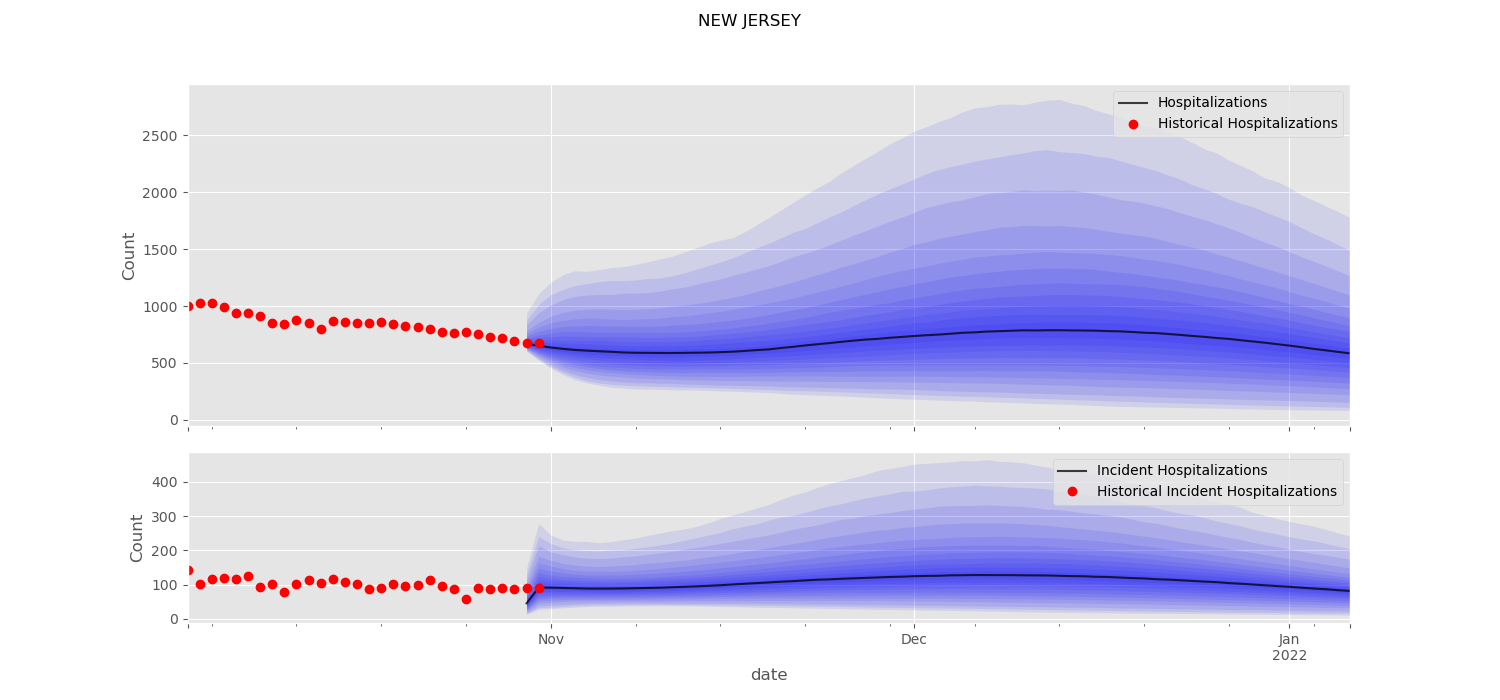 NEW JERSEY
Hospitalizations
Historical Hospitalizations
2500
2000
1500
1000
500
0
Count
Incident Hospitalizations
Historical Incident Hospitalizations
400
300
200
100
0
Count
Nov
Dec
Jan
2022
date